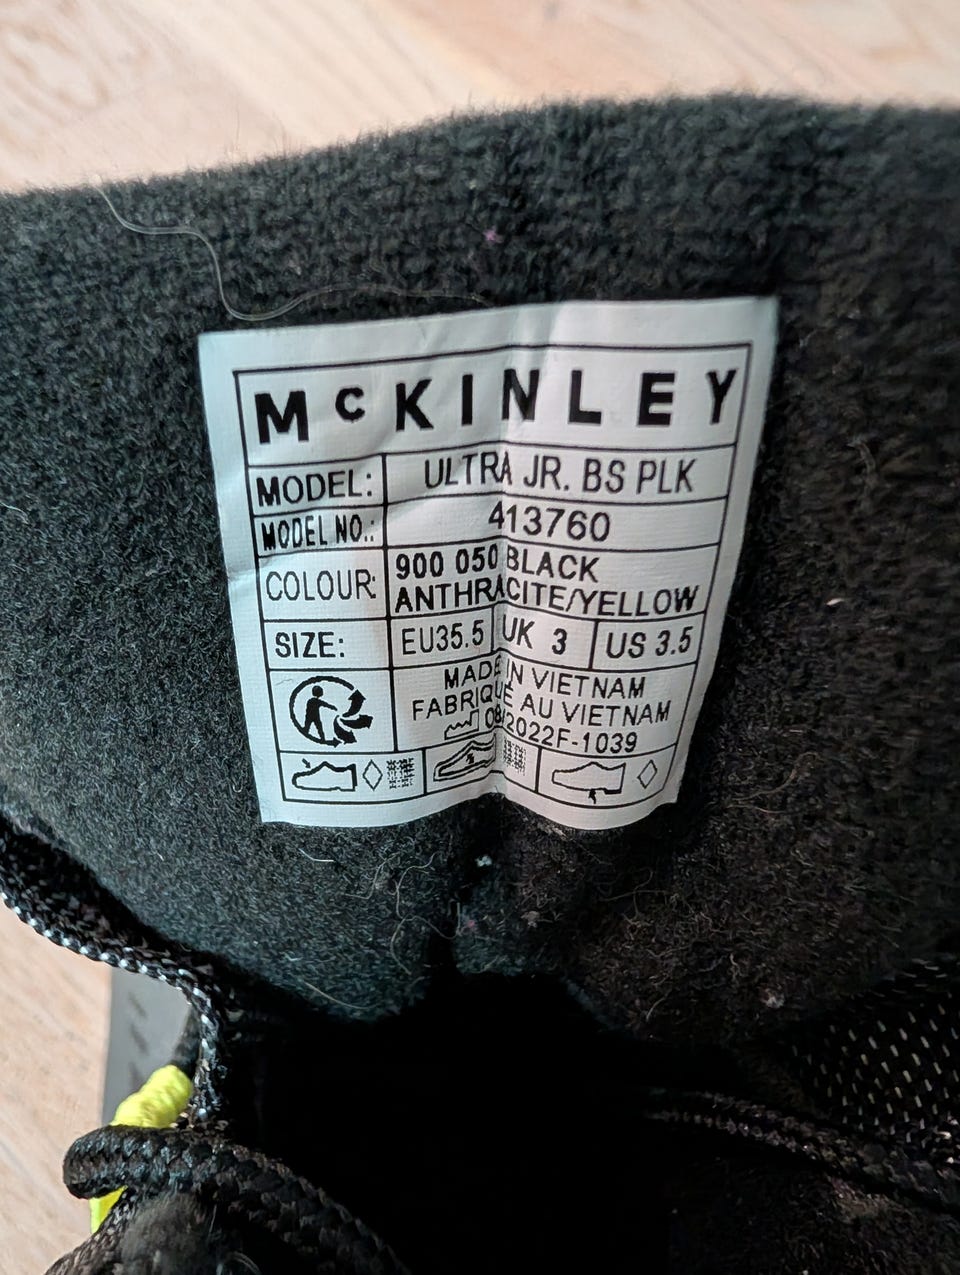 McKINLEY
MODEL: ULTRA JR. BS PLK
MODEL NO.: 413760
COLOUR: 900 050 BLACK
ANTHRACITE/YELLOW
SIZE: EU35.5 UK 3 US 3.5
MADE IN VIETNAM
FABRIQUÉ AU VIETNAM
08/2022F-1039